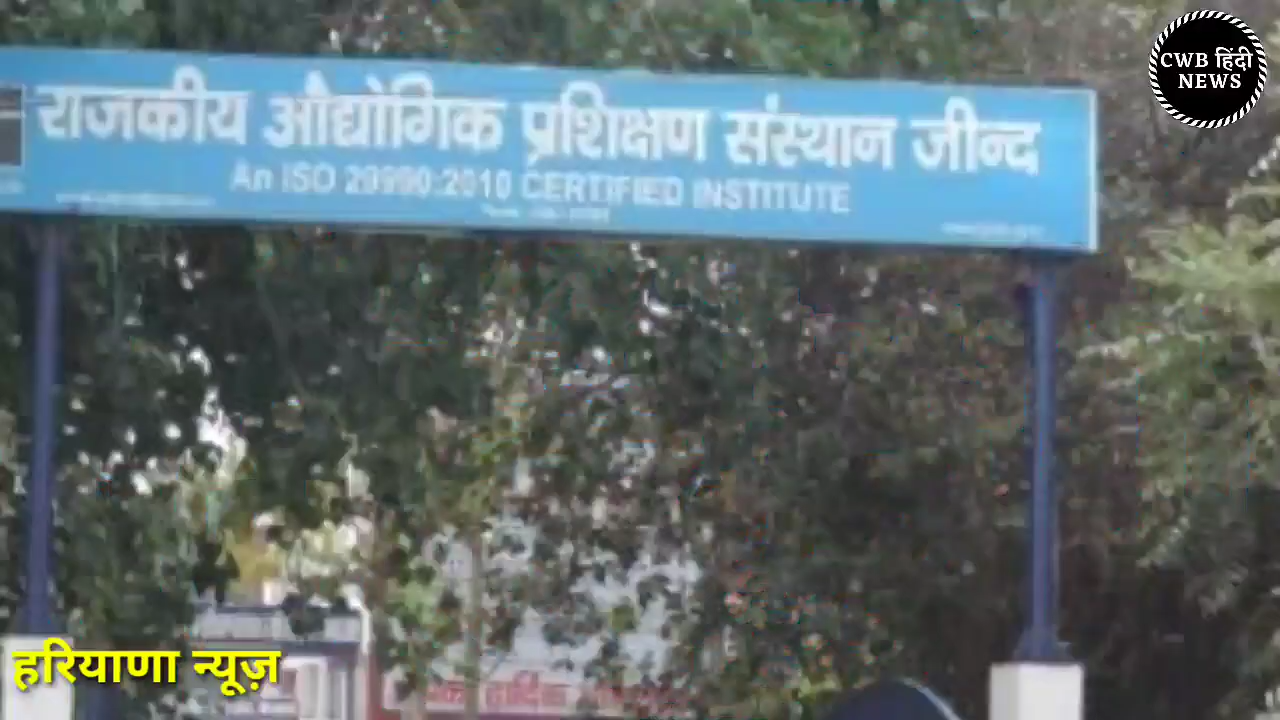 राजकीय औद्योगिक प्रशिक्षण संस्थान जीन्द
An ISO 29990:2010 CERTIFIED INSTITUTE
CWB हिंदी
NEWS
हरियाणा न्यूज़